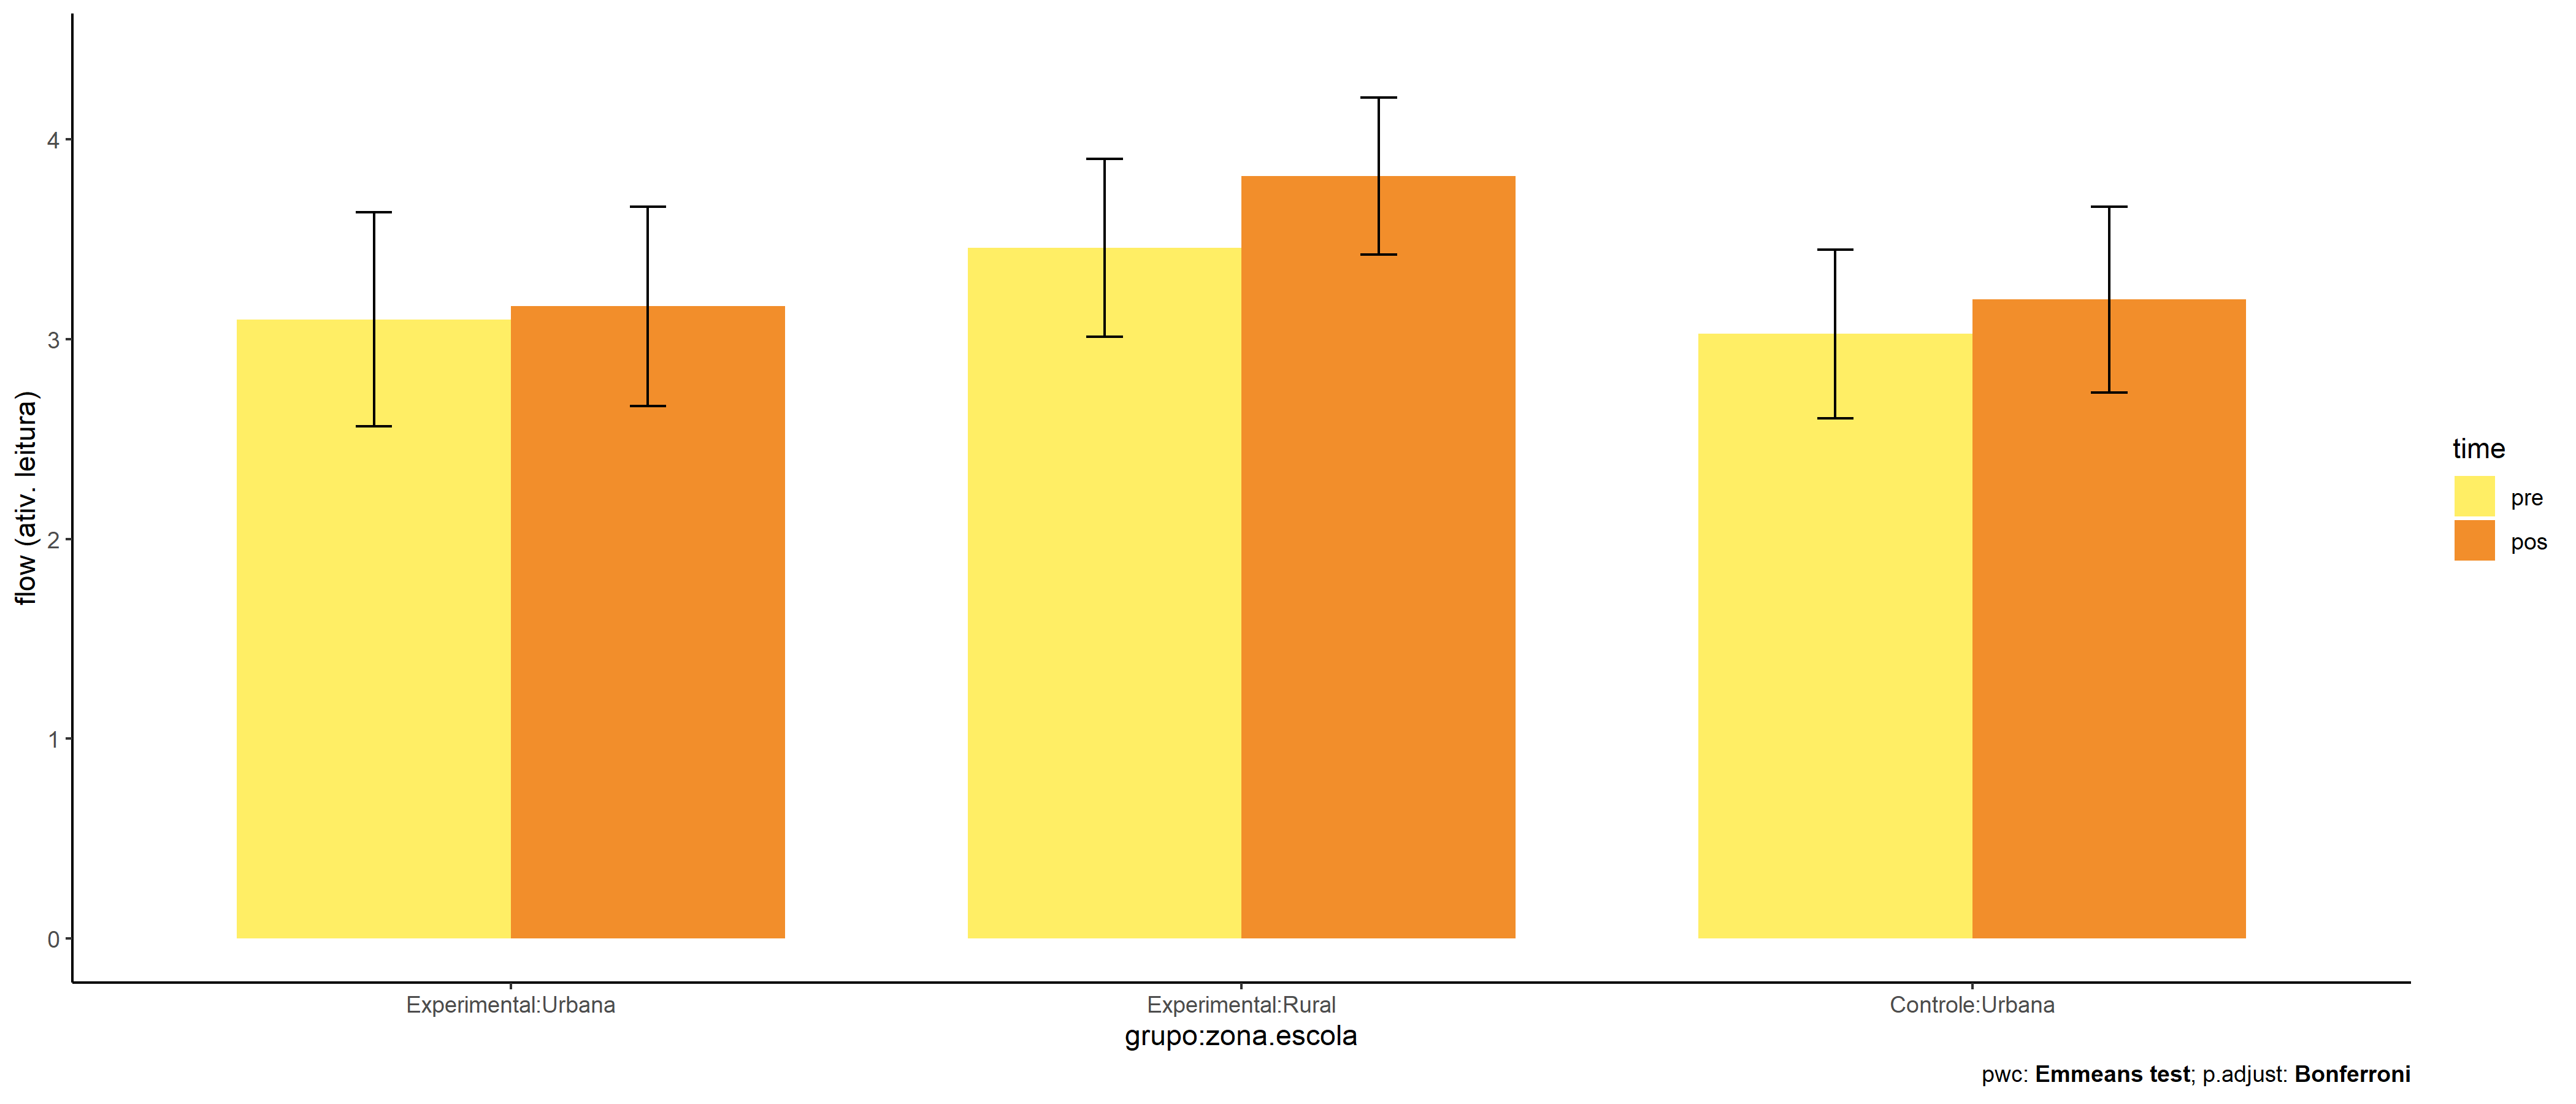 flow (ativ. leitura)
4
3
2
1
0
Experimental:Urbana
Experimental:Rural
Controle:Urbana
grupo:zona.escola
time
pre
pos
pwc: Emmeans test; p.adjust: Bonferroni